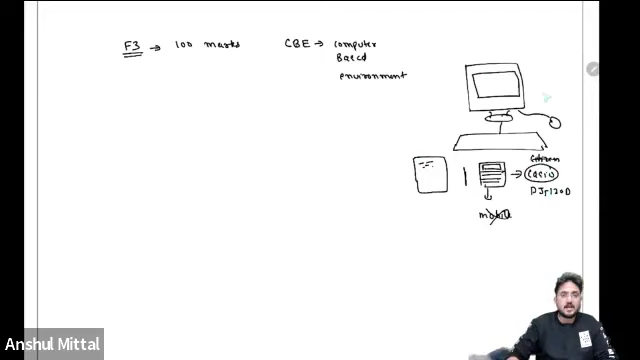 F3 → 100 marks
CBE → computer
Based
environment
citizen
casio
DJ-120D
mobile
Anshul Mittal